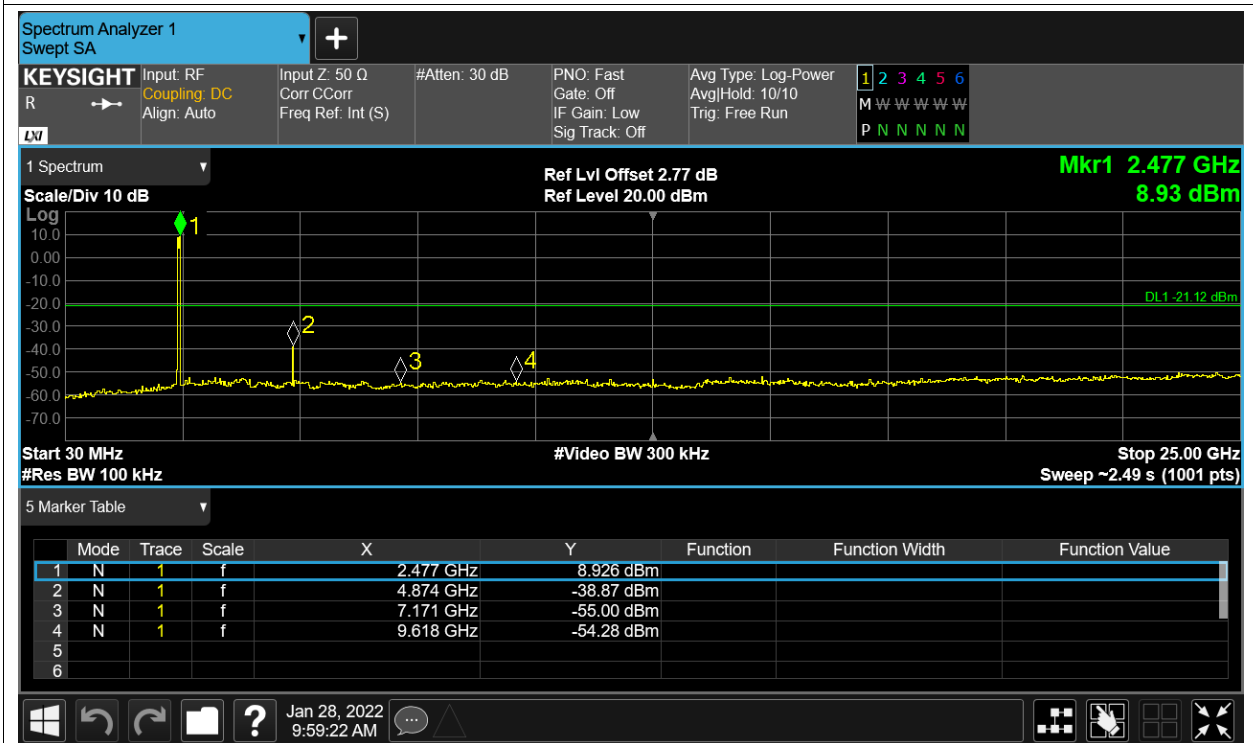 Spectrum Analyzer 1
Swept SA
KEYSIGHT Input: RF Input Z: 50 Ω #Atten: 30 dB PNO: Fast Avg Type: Log-Power 1 2 3 4 5 6
R Coupling: DC Corr CCorr Gate: Off Avg|Hold: 10/10 M W W W W W
Align: Auto Freq Ref: Int (S) IF Gain: Low Trig: Free Run
LXI Sig Track: Off P N N N N N
1 Spectrum Ref Lvl Offset 2.77 dB Mkr1 2.477 GHz
Scale/Div 10 dB Ref Level 20.00 dBm 8.93 dBm
Log
1
10.0
0.00
-10.0
DL1 -21.12 dBm
-20.0
-30.0
2
-40.0
3 4
-50.0
-60.0
-70.0
Start 30 MHz #Video BW 300 kHz Stop 25.00 GHz
#Res BW 100 kHz Sweep ~2.49 s (1001 pts)
5 Marker Table
Mode Trace Scale X Y Function Function Width Function Value
1 N 1 f 2.477 GHz 8.926 dBm
2 N 1 f 4.874 GHz -38.87 dBm
3 N 1 f 7.171 GHz -55.00 dBm
4 N 1 f 9.618 GHz -54.28 dBm
5
6
? Jan 28, 2022
9:59:22 AM